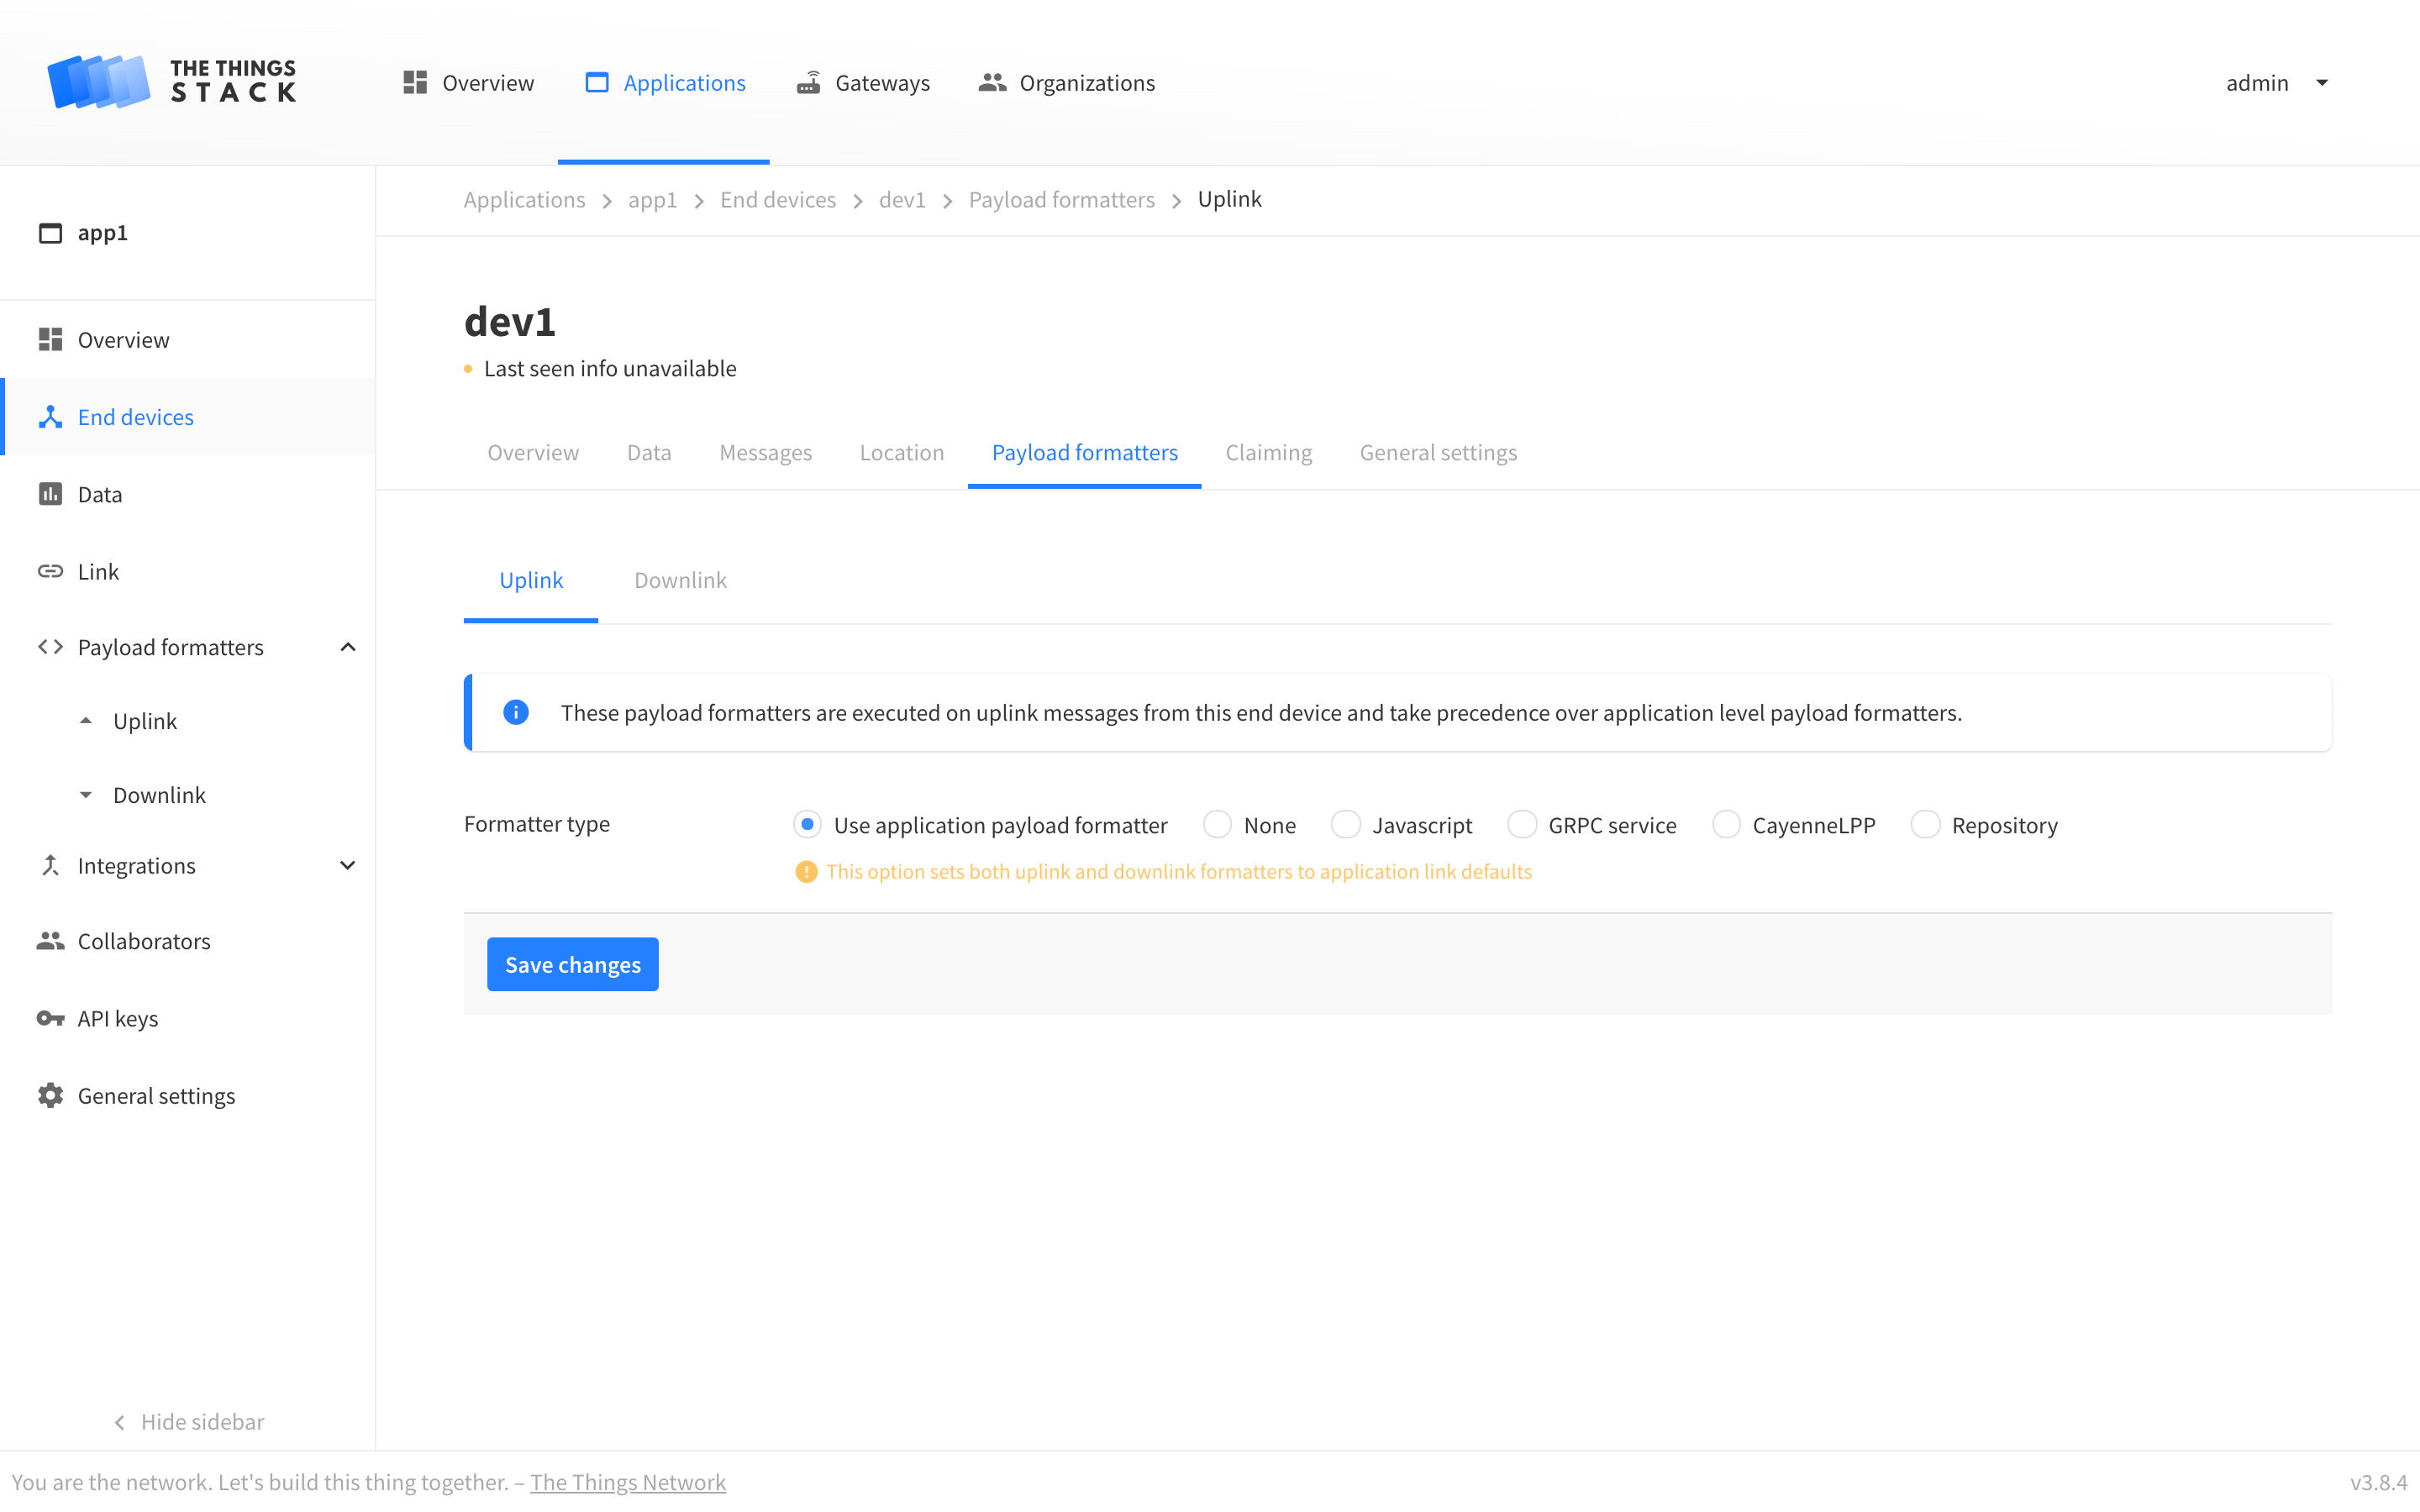 THE THINGS
STACK
Overview
Applications
Gateways
Organizations
admin
app1
Overview
End devices
Data
Link
Payload formatters
Uplink
Downlink
Integrations
Collaborators
API keys
General settings
Hide sidebar
Applications > app1 > End devices > dev1 > Payload formatters > Uplink
dev1
Last seen info unavailable
Overview
Data
Messages
Location
Payload formatters
Claiming
General settings
Uplink
Downlink
These payload formatters are executed on uplink messages from this end device and take precedence over application level payload formatters.
Formatter type
Use application payload formatter
None
Javascript
GRPC service
CayenneLPP
Repository
This option sets both uplink and downlink formatters to application link defaults
Save changes
You are the network. Let's build this thing together. – The Things Network
v3.8.4